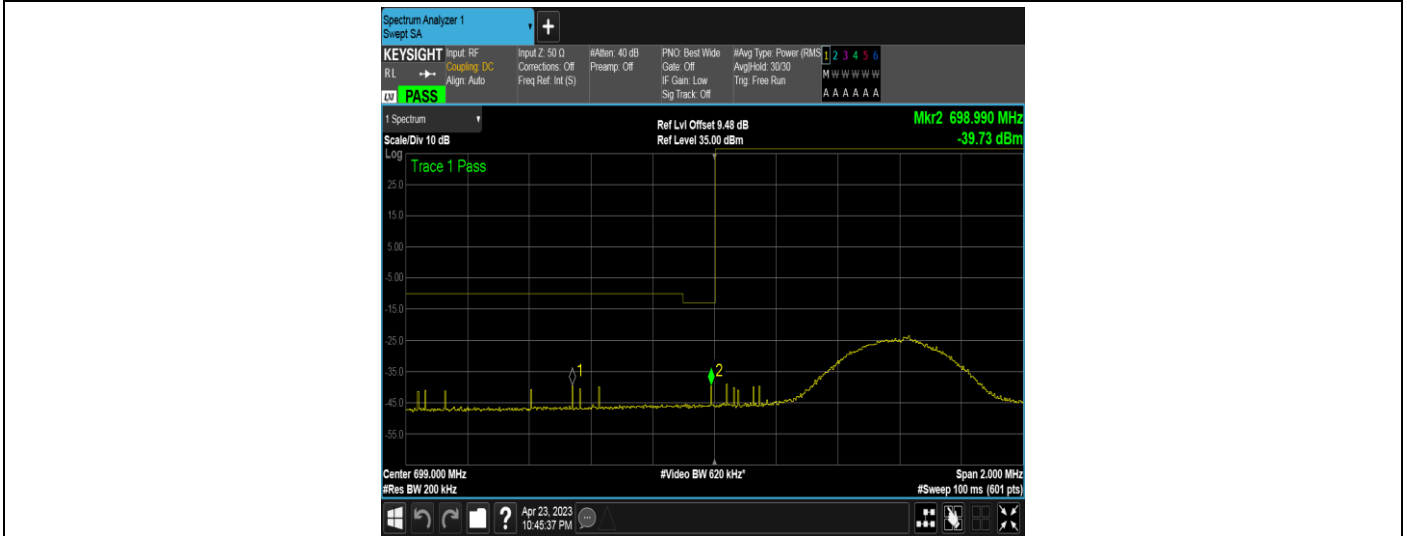 Spectrum Analyzer 1
Swept SA
+
KEYSIGHT
RL
LXI PASS
Input: RF
Coupling: DC
Align: Auto
Input Z: 50 Ω
Corrections: Off
Freq Ref: Int (S)
#Atten: 40 dB
Preamp: Off
PNO: Best Wide
Gate: Off
IF Gain: Low
Sig Track: Off
#Avg Type: Power (RMS
Avg|Hold: 30/30
Trig: Free Run
1 2 3 4 5 6
M W W W W W
A A A A A A
1 Spectrum
Scale/Div 10 dB
Ref Lvl Offset 9.48 dB
Ref Level 35.00 dBm
Mkr2 698.990 MHz
-39.73 dBm
Log
Trace 1 Pass
25.0
15.0
5.00
-5.00
-15.0
-25.0
-35.0
-45.0
-55.0
1
2
Center 699.000 MHz
#Res BW 200 kHz
#Video BW 620 kHz*
Span 2.000 MHz
#Sweep 100 ms (601 pts)
?
Apr 23, 2023
10:45:37 PM